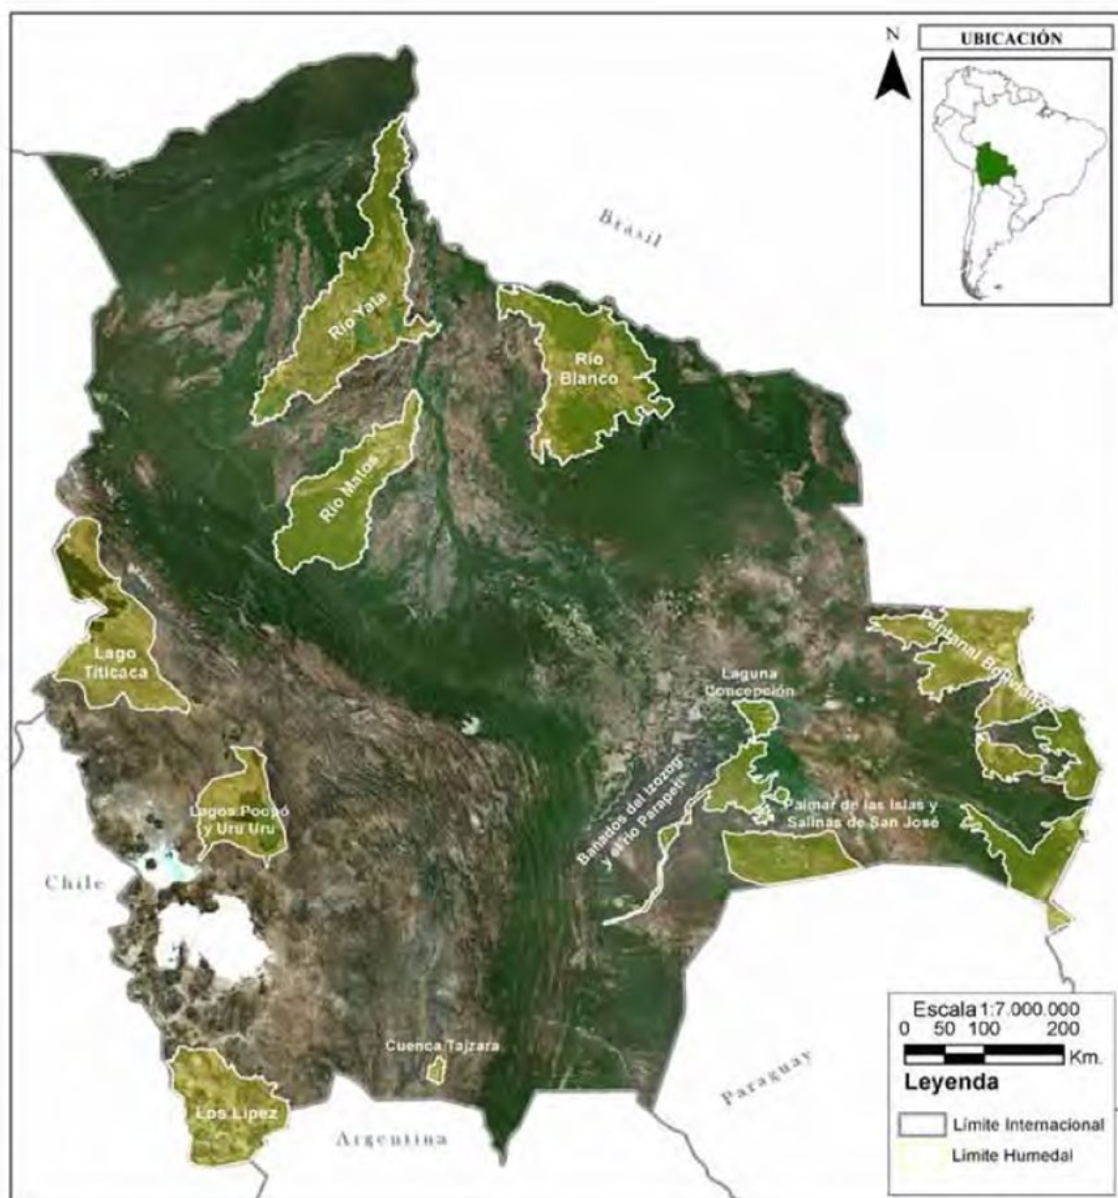 N
UBICACIÓN
Brasil
Río Yata
Río
Blanco
Río Matos
Lago
Titicaca
Laguna
Concepción
Pantanal Boliviano
Bañados del Izozog
y el río Parapetí
Palmar de las Islas y
Salinas de San José
Lagos Poopó
y Uru Uru
Chile
Cuenca Tajzara
Los Lípez
Argentina
Paraguay
Escala 1:7.000.000
0 50 100 200
Km.
Leyenda
Límite Internacional
Límite Humedal